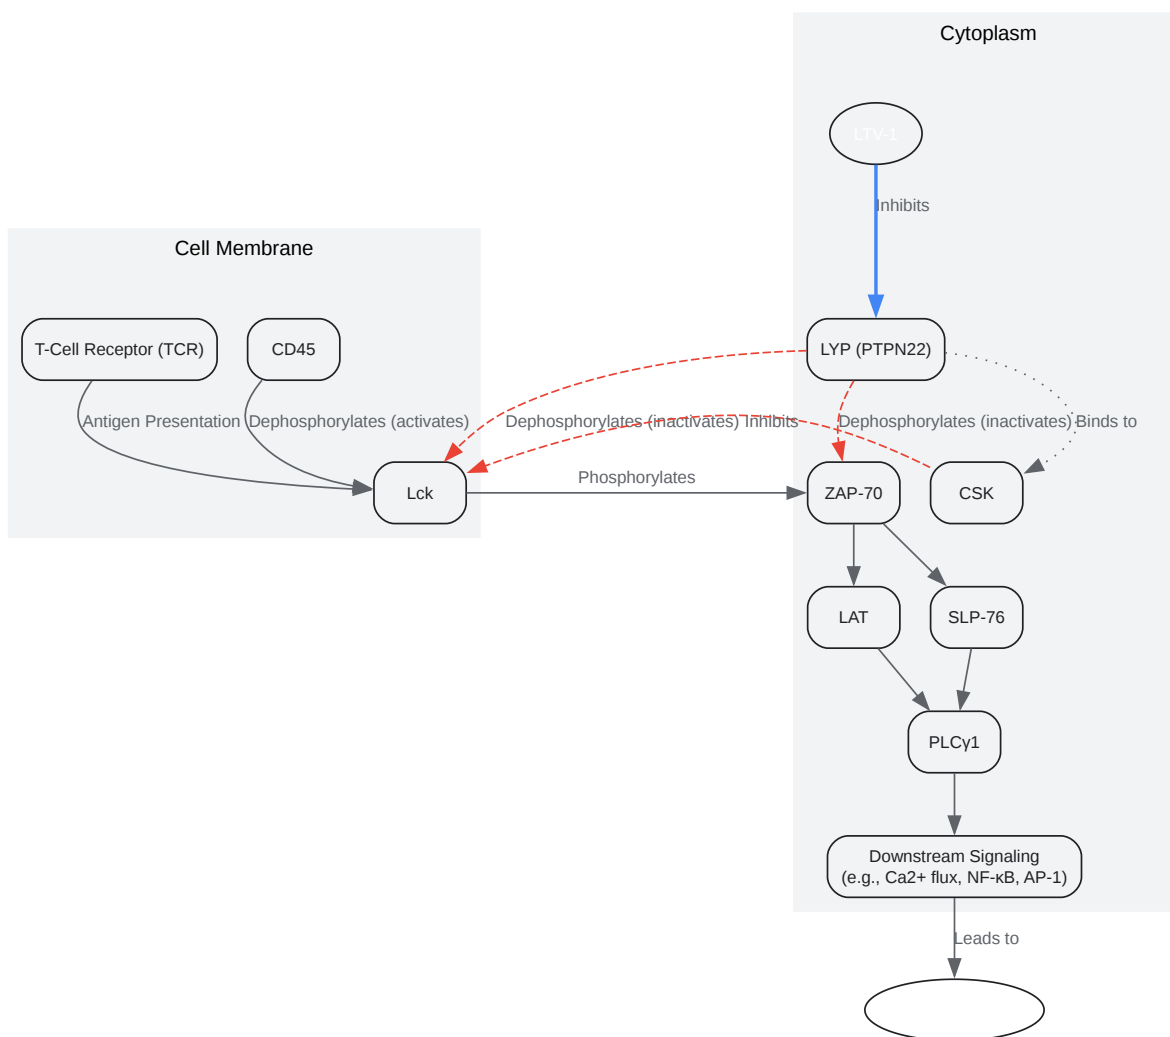 Cytoplasm
LTV-1
Inhibits
Cell Membrane
T-Cell Receptor (TCR)
CD45
LYP (PTPN22)
Antigen Presentation
Dephosphorylates (activates)
Dephosphorylates (inactivates)
Inhibits
Dephosphorylates (inactivates)
Binds to
Lck
Phosphorylates
ZAP-70
CSK
LAT
SLP-76
PLCγ1
Downstream Signaling
(e.g., Ca2+ flux, NF-κB, AP-1)
Leads to